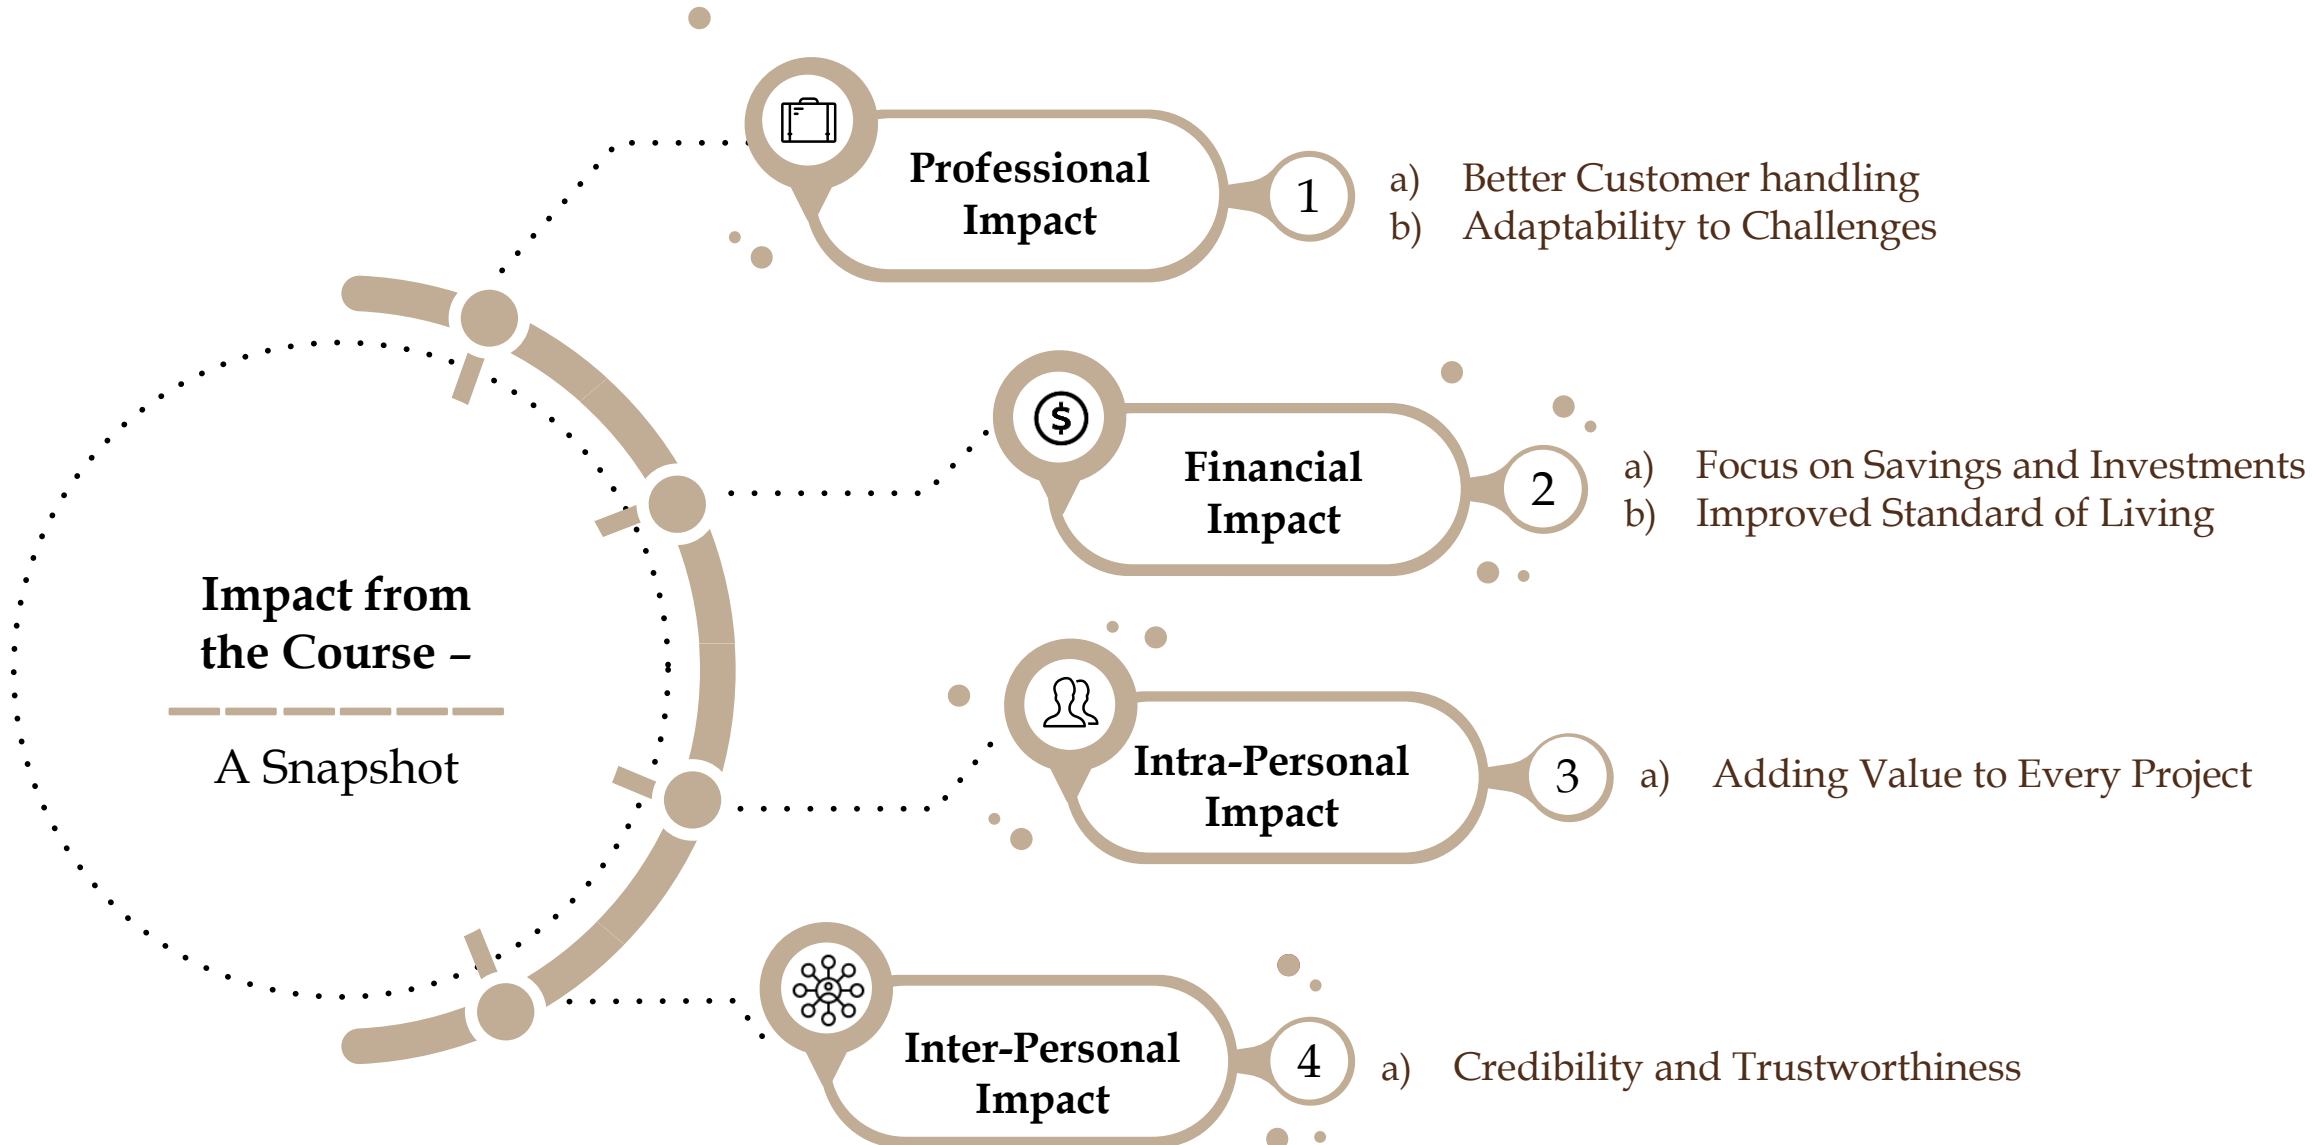 Impact from
the Course –
A Snapshot
Professional
Impact
1
a) Better Customer handling
b) Adaptability to Challenges
$
Financial
Impact
2
a) Focus on Savings and Investments
b) Improved Standard of Living
Intra-Personal
Impact
3
a) Adding Value to Every Project
Inter-Personal
Impact
4
a) Credibility and Trustworthiness